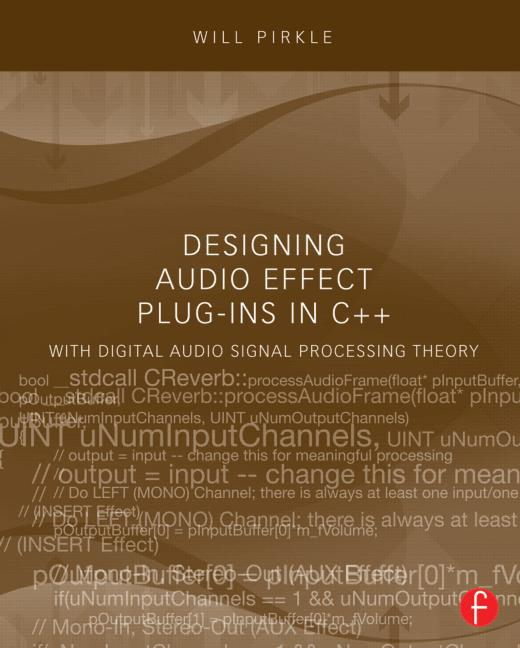 WILL PIRKLE
DESIGNING
AUDIO EFFECT
PLUG-INS IN C++
WITH DIGITAL AUDIO SIGNAL PROCESSING THEORY
bool __stdcall CReverb::processAudioFrame(float* pInputBuffer,
bool __stdcall CReverb::processAudioFrame(float* pInpu
pOutputBuffer,
putBuffer,
UINT uNumInputChannels, UINT uNumOutputChannels)
UINT uNumInputChannels, UINT uNumOu
{
// output = input -- change this for meaningful processing
// output = input -- change this for mean
// Do LEFT (MONO) Channel; there is always at least one input/one
// Do LEFT (MONO) Channel; there is always at least
// (INSERT Effect)
pOutputBuffer[0] = pInputBuffer[0]*m_fVolume;
// (INSERT Effect)
pOutputBuffer[0] = pInputBuffer[0]*m_fVo
// Mono-In, Stereo-Out (AUX Effect)
if(uNumInputChannels == 1 && uNumOutput
pOutputBuffer[1] = pInputBuffer[0]*m_fVolume;
// Mono-In, Stereo-Out (AUX Effect)
f